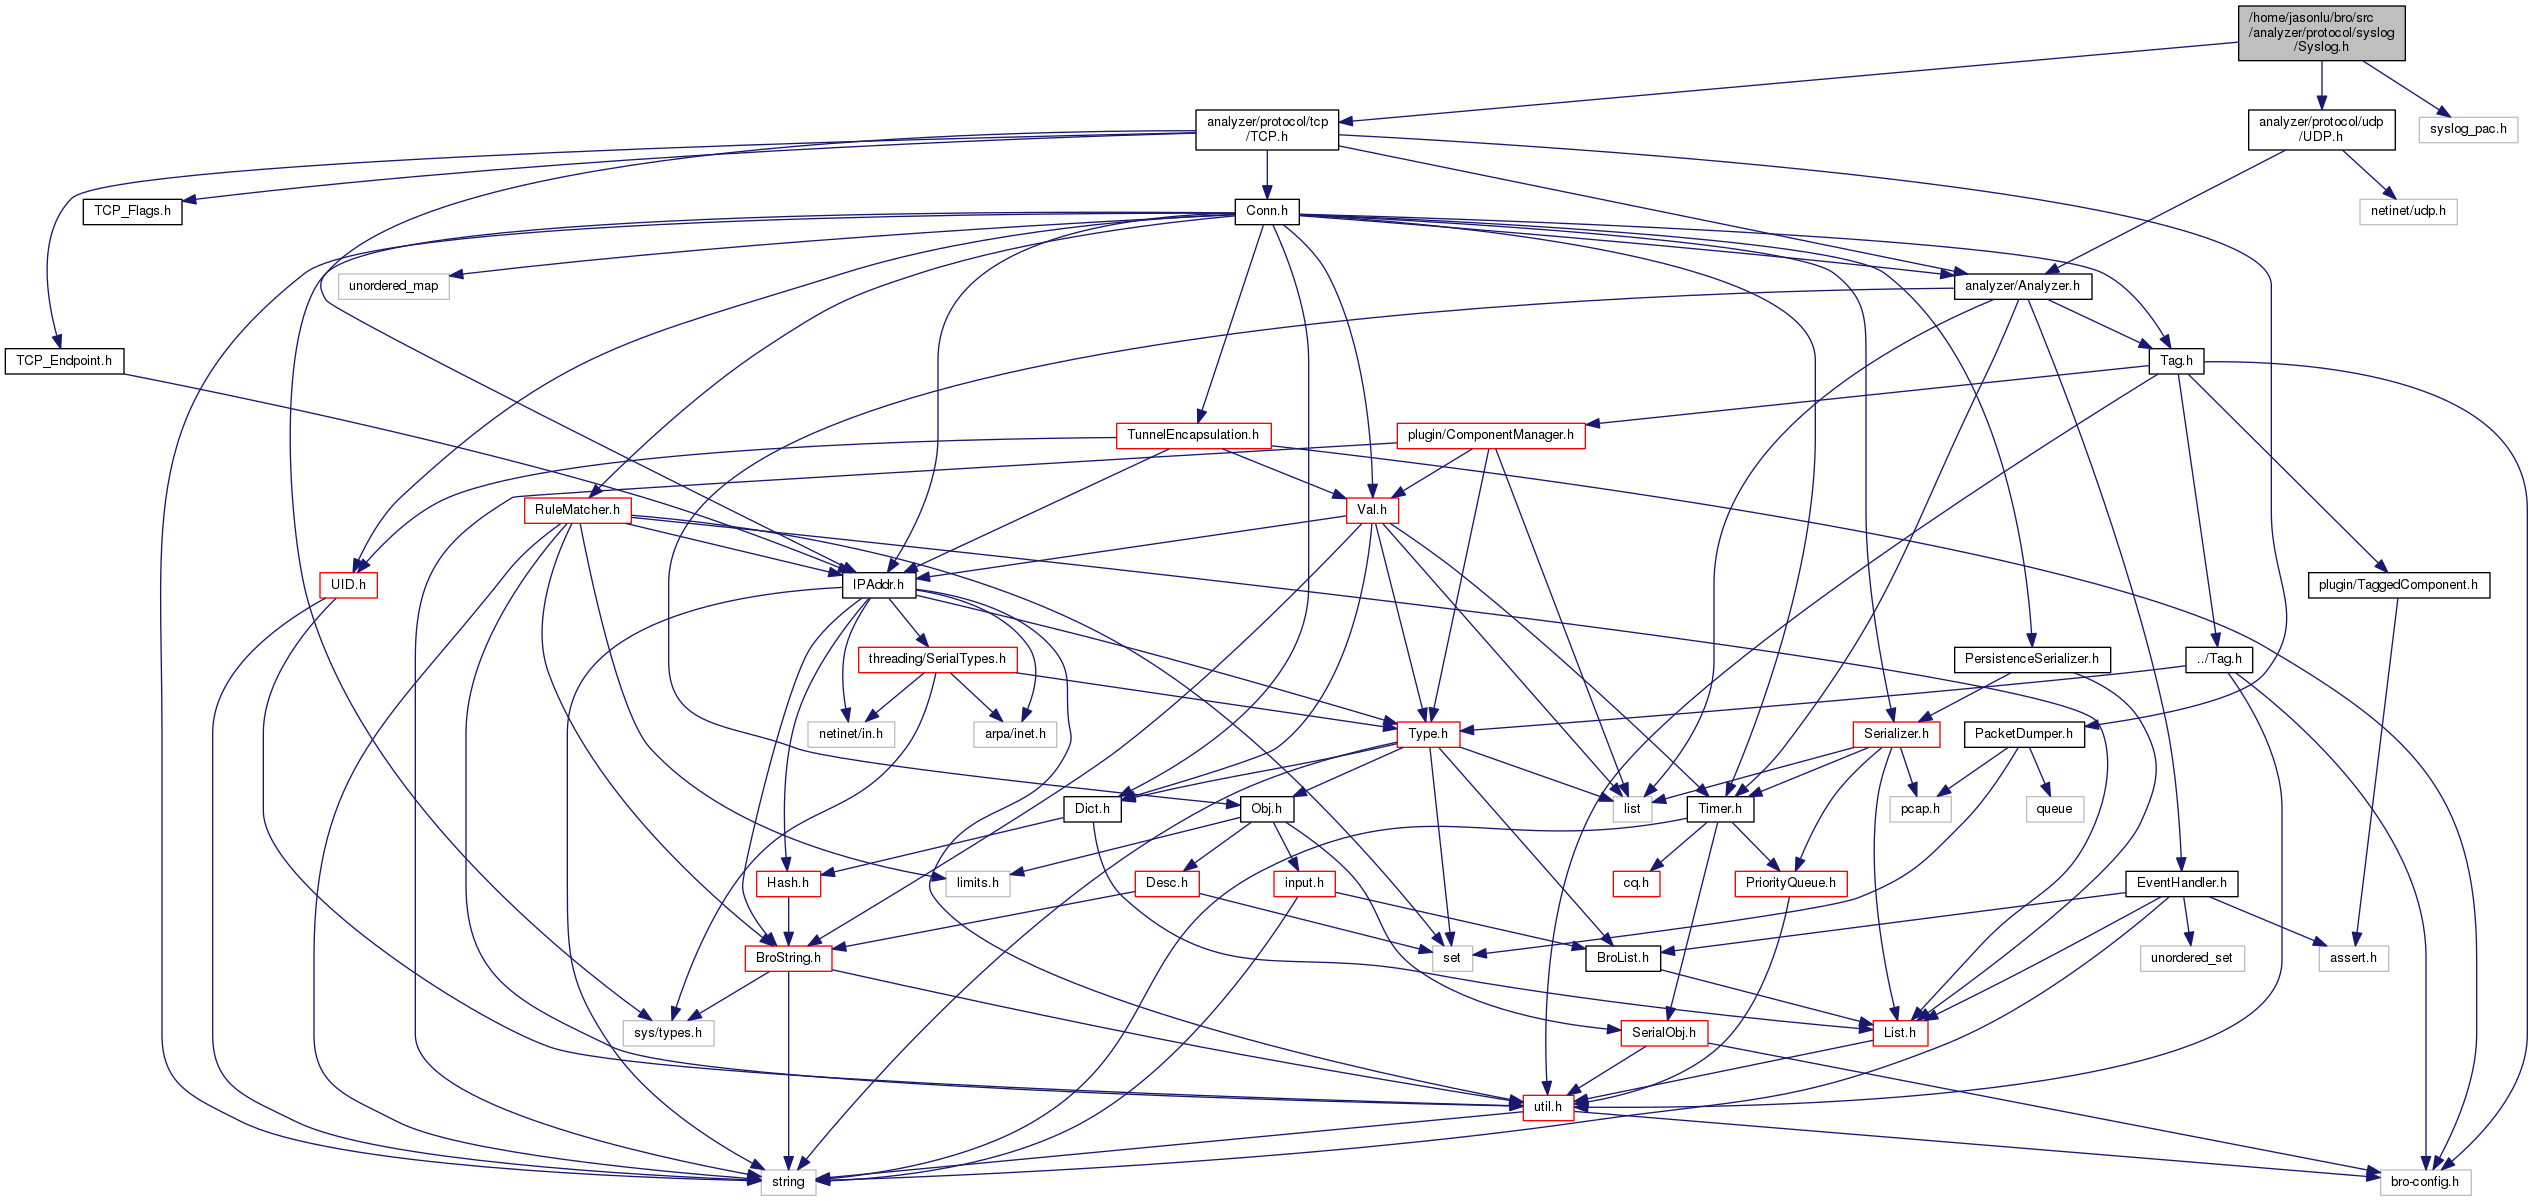 /home/jasonlu/bro/src
/analyzer/protocol/syslog
/Syslog.h
analyzer/protocol/tcp
/TCP.h
analyzer/protocol/udp
/UDP.h
syslog_pac.h
TCP_Flags.h
Conn.h
netinet/udp.h
unordered_map
analyzer/Analyzer.h
TCP_Endpoint.h
Tag.h
TunnelEncapsulation.h
plugin/ComponentManager.h
RuleMatcher.h
Val.h
UID.h
IPAddr.h
plugin/TaggedComponent.h
threading/SerialTypes.h
PersistenceSerializer.h
../Tag.h
netinet/in.h
arpa/inet.h
Type.h
Serializer.h
PacketDumper.h
Dict.h
Obj.h
list
Timer.h
pcap.h
queue
Hash.h
limits.h
Desc.h
input.h
cq.h
PriorityQueue.h
EventHandler.h
BroString.h
set
BroList.h
unordered_set
assert.h
sys/types.h
SerialObj.h
List.h
util.h
string
bro-config.h